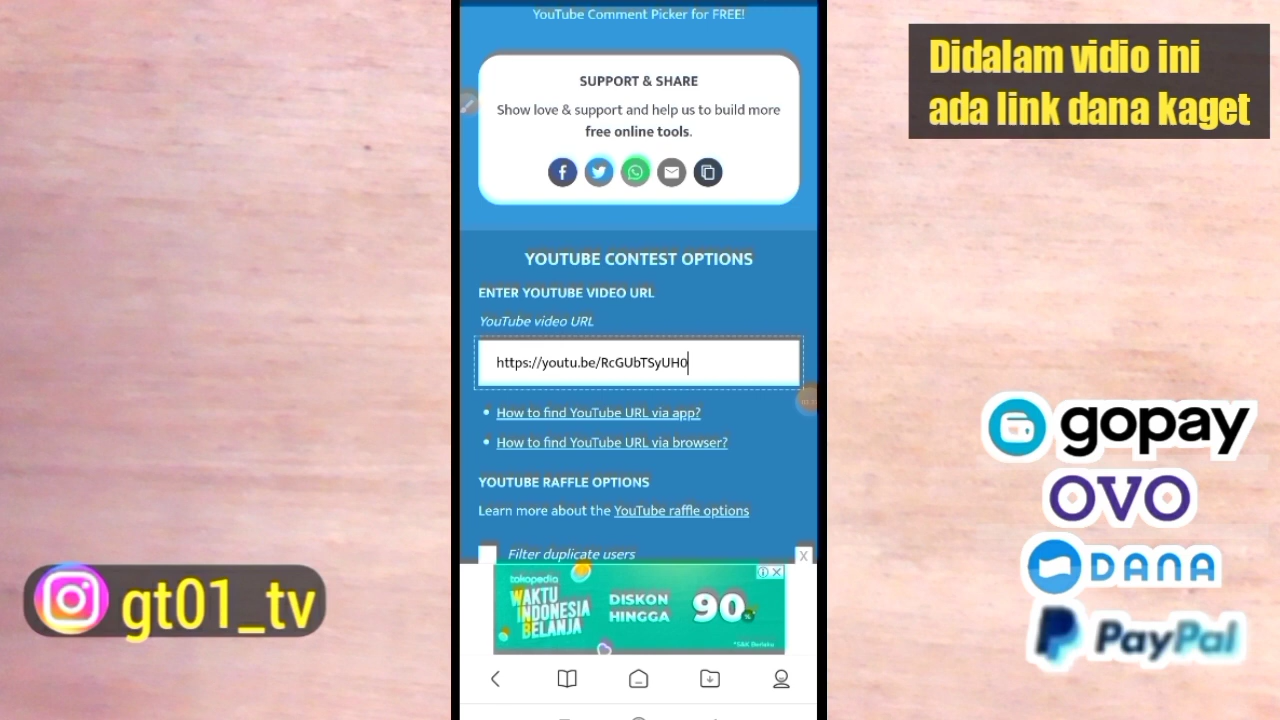 YouTube Comment Picker for FREE!
SUPPORT & SHARE
Show love & support and help us to build more
free online tools.
YOUTUBE CONTEST OPTIONS
ENTER YOUTUBE VIDEO URL
YouTube video URL
https://youtu.be/RcGUbTSyUH0
How to find YouTube URL via app?
How to find YouTube URL via browser?
YOUTUBE RAFFLE OPTIONS
Learn more about the YouTube raffle options
Filter duplicate users
X
tokopedia
WAKTU
INDONESIA
BELANJA
DISKON
HINGGA
90%
*S&K Berlaku
Didalam vidio ini
ada link dana kaget
gopay
OVO
DANA
PayPal
gt01_tv